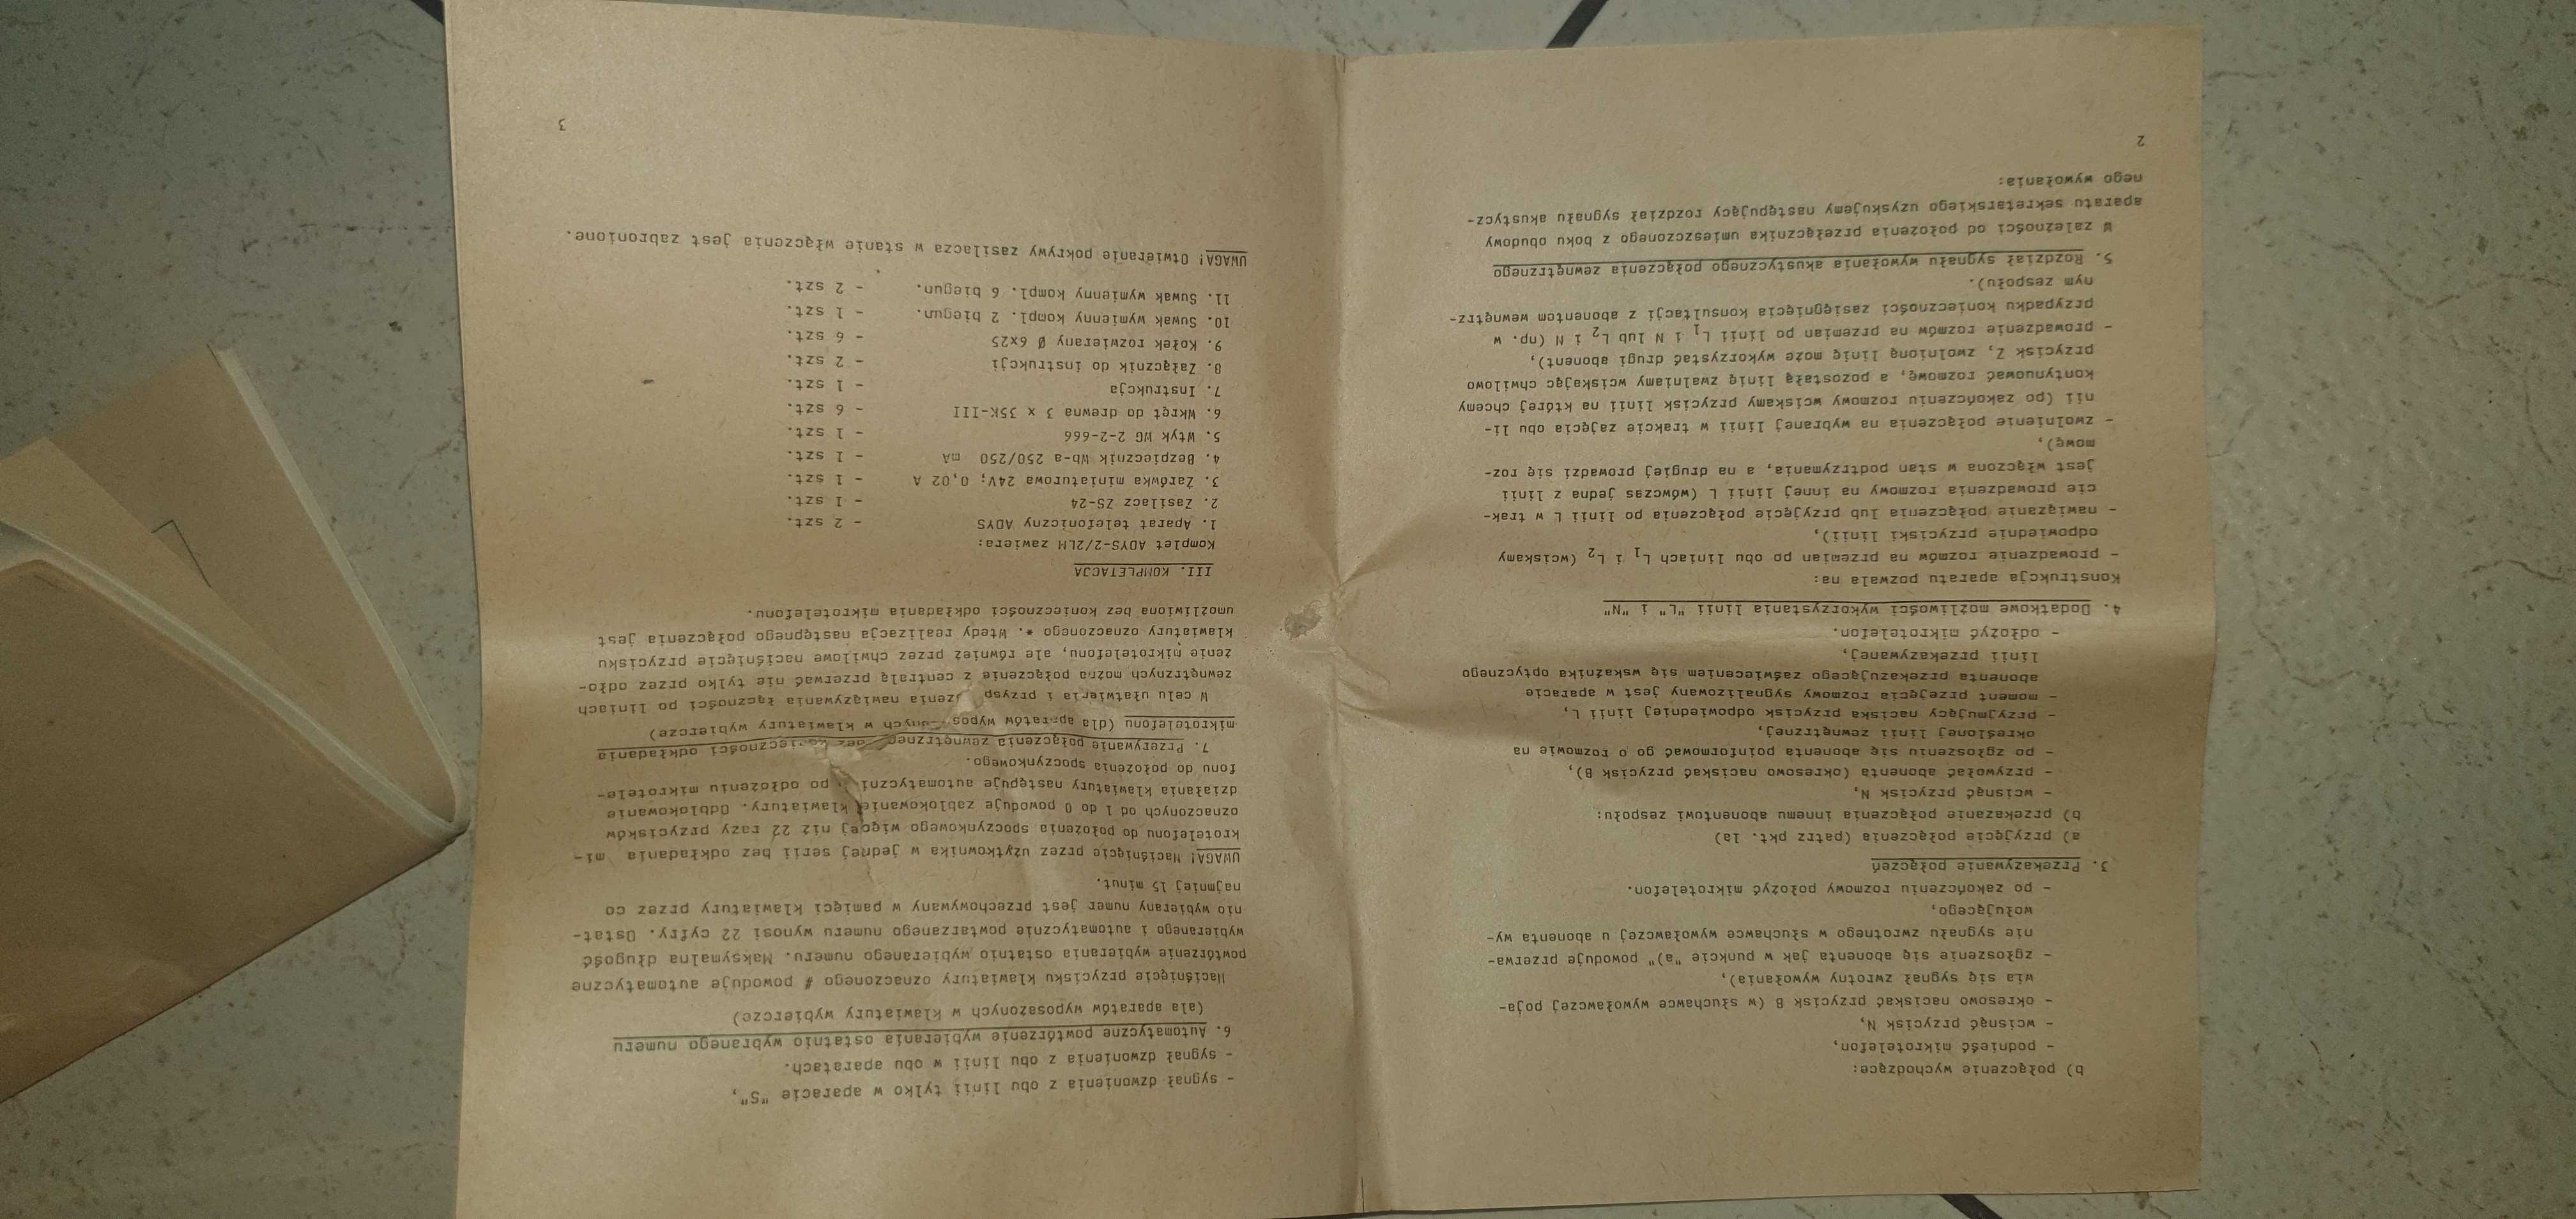 b) połączenie wychodzące:
- podnieść mikrotelefon,
- wcisnąć przycisk N,
- okresowo naciskać przycisk B (w słuchawce wywoławczej poja-
wia się sygnał zwrotny wywołania),
- zgłoszenie się abonenta jak w punkcie "a)" powoduje przerwa-
nie sygnału zwrotnego w słuchawce wywoławczej u abonenta wy-
wołującego,
- po zakończeniu rozmowy położyć mikrotelefon.
3. Przekazywanie połączeń
a) przyjęcie połączenia (patrz pkt. 1a)
b) przekazanie połączenia innemu abonentowi zespołu:
- wcisnąć przycisk N,
- przywołać abonenta (okresowo naciskać przycisk B),
- po zgłoszeniu się abonenta poinformować go o rozmowie na
określonej linii zewnętrznej,
- przyjmujący naciska przycisk odpowiedniej linii L,
- moment przejęcia rozmowy sygnalizowany jest w aparacie
abonenta przekazującego zaświeceniem się wskaźnika optycznego
linii przekazywanej,
- odłożyć mikrotelefon.
4. Dodatkowe możliwości wykorzystania linii "L" i "N"
Konstrukcja aparatu pozwala na:
- prowadzenie rozmów na przemian po obu liniach L1 i L2 (wciskamy
odpowiednie przyciski linii),
- nawiązanie połączenia lub przyjęcie połączenia po linii L w trak-
cie prowadzenia rozmowy na innej linii L (wówczas jedna z linii
jest włączona w stan podtrzymania, a na drugiej prowadzi się roz-
mowę),
- zwolnienie połączenia na wybranej linii w trakcie zajęcia obu li-
nii (po zakończeniu rozmowy wciskamy przycisk linii na której chcemy
kontynuować rozmowę, a pozostałą linię zwalniamy wciskając chwilowo
przycisk Z, zwolnioną linię może wykorzystać drugi abonent),
- prowadzenie rozmów na przemian po linii L1 i N lub L2 i N (np. w
przypadku konieczności zasięgnięcia konsultacji z abonentem wewnętrz-
nym zespołu).
5. Rozdział sygnału wywołania akustycznego połączenia zewnętrznego
W zależności od położenia przełącznika umieszczonego z boku obudowy
aparatu sekretarskiego uzyskujemy następujący rozdział sygnału akustycz-
nego wywołania:
2
- sygnał dzwonienia z obu linii tylko w aparacie "S",
- sygnał dzwonienia z obu linii w obu aparatach.
6. Automatyczne powtórzenie wybierania ostatnio wybranego numeru
(ala aparatów wyposażonych w klawiatury wybiercze)
Naciśnięcie przycisku klawiatury oznaczonego # powoduje automatyczne
powtórzenie wybierania ostatnio wybieranego numeru. Maksymalna długość
wybieranego i automatycznie powtarzanego numeru wynosi 22 cyfry. Ostat-
nio wybierany numer jest przechowywany w pamięci klawiatury przez co
najmniej 15 minut.
UWAGA! Naciśnięcie przez użytkownika w jednej serii bez odkładania mi-
krotelefonu do położenia spoczynkowego więcej niż 22 razy przycisków
oznaczonych od 1 do 0 powoduje zablokowanie klawiatury. Odblokowanie
działania klawiatury następuje automatycznie po odłożeniu mikrotele-
fonu do położenia spoczynkowego.
7. Przerywanie połączenia zewnętrznego bez konieczności odkładania
mikrotelefonu (dla aparatów wyposażonych w klawiatury wybiercze)
W celu ułatwienia i przyspieszenia nawiązywania łączności po liniach
zewnętrznych można połączenie z centralą przerwać nie tylko przez odło-
żenie mikrotelefonu, ale również przez chwilowe naciśnięcie przycisku
klawiatury oznaczonego *. Wtedy realizacja następnego połączenia jest
umożliwiona bez konieczności odkładania mikrotelefonu.
III. KOMPLETACJA
Komplet ADYS-2/2LM zawiera:
1. Aparat telefoniczny ADYS - 2 szt.
2. Zasilacz ZS-24 - 1 szt.
3. Żarówka miniaturowa 24V; 0,02 A - 1 szt.
4. Bezpiecznik Wb-a 250/250 mA - 1 szt.
5. Wtyk WG 2-2-666 - 1 szt.
6. Wkręt do drewna 3 x 35K-III - 6 szt.
7. Instrukcja - 1 szt.
8. Załącznik do instrukcji - 2 szt.
9. Kołek rozwierany Ø 6x25 - 6 szt.
10. Suwak wymienny kompl. 2 biegun. - 1 szt.
11. Suwak wymienny kompl. 6 biegun. - 2 szt.
UWAGA! Otwieranie pokrywy zasilacza w stanie włączenia jest zabronione.
3